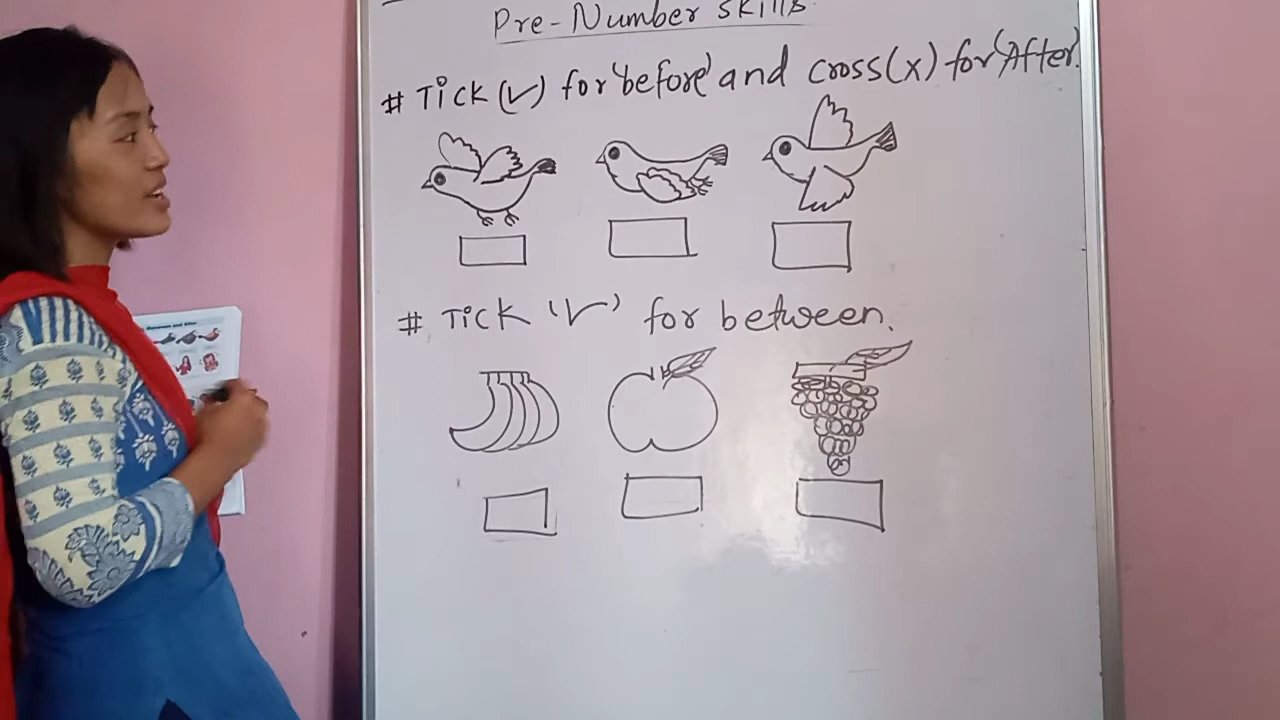 Pre-Number Skills
# Tick (✓) for 'before' and cross(x) for 'After'.
# Tick '✓' for between.